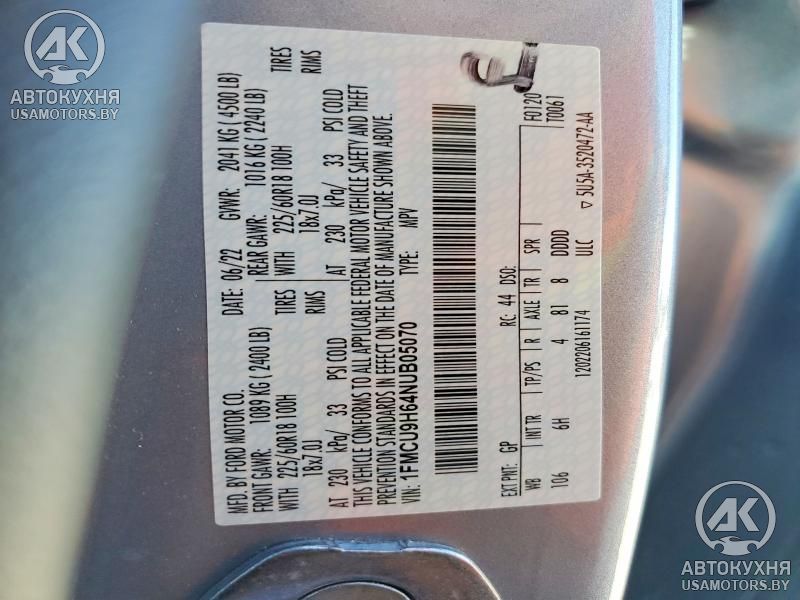 MFD. BY FORD MOTOR CO. DATE: 06/22 GVWR: 2041 KG ( 4500 LB)
FRONT GAWR: 1089 KG ( 2400 LB) REAR GAWR: 1016 KG ( 2240 LB)
WITH 225/60R18 100H TIRES WITH 225/60R18 100H TIRES
18x7.0J RIMS 18x7.0J RIMS
AT 230 kPa/ 33 PSI COLD AT 230 kPa/ 33 PSI COLD
THIS VEHICLE CONFORMS TO ALL APPLICABLE FEDERAL MOTOR VEHICLE SAFETY AND THEFT
PREVENTION STANDARDS IN EFFECT ON THE DATE OF MANUFACTURE SHOWN ABOVE.
VIN: 1FMCU9H64NUB05070 TYPE: MPV
F0120
EXT PNT: GP RC: 44 DSO: T0067
WB INT TR TP/PS R AXLE TR SPR
106 6H 4 81 8 DDDD
1202206161174 ULC ▽ 5U5A-3520472-AA
АК
АВТОКУХНЯ
USAMOTORS.BY
АК
АВТОКУХНЯ
USAMOTORS.BY